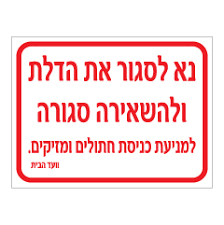 נא לסגור את הדלת
ולהשאירה סגורה
למניעת כניסת חתולים ומזיקים.
וועד הבית